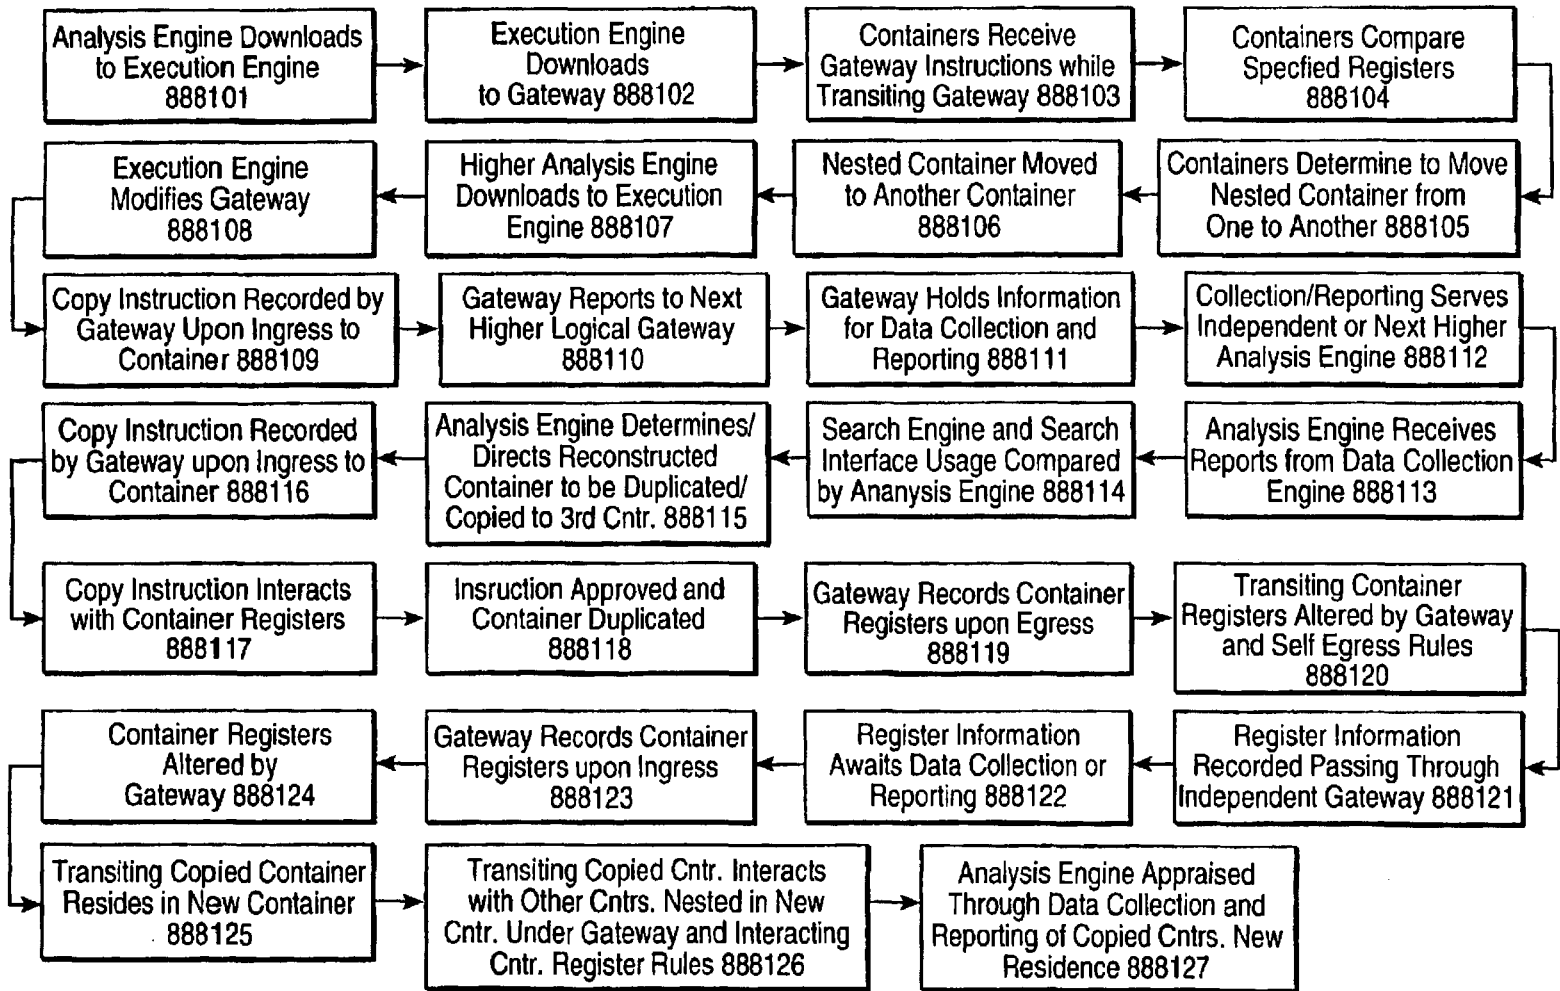 Analysis Engine Downloads
to Execution Engine
888101
Execution Engine
Downloads
to Gateway 888102
Containers Receive
Gateway Instructions while
Transiting Gateway 888103
Containers Compare
Specfied Registers
888104
Containers Determine to Move
Nested Container from
One to Another 888105
Nested Container Moved
to Another Container
888106
Higher Analysis Engine
Downloads to Execution
Engine 888107
Execution Engine
Modifies Gateway
888108
Copy Instruction Recorded by
Gateway Upon Ingress to
Container 888109
Gateway Reports to Next
Higher Logical Gateway
888110
Gateway Holds Information
for Data Collection and
Reporting 888111
Collection/Reporting Serves
Independent or Next Higher
Analysis Engine 888112
Analysis Engine Receives
Reports from Data Collection
Engine 888113
Search Engine and Search
Interface Usage Compared
by Ananysis Engine 888114
Analysis Engine Determines/
Directs Reconstructed
Container to be Duplicated/
Copied to 3rd Cntr. 888115
Copy Instruction Recorded
by Gateway upon Ingress to
Container 888116
Copy Instruction Interacts
with Container Registers
888117
Insruction Approved and
Container Duplicated
888118
Gateway Records Container
Registers upon Egress
888119
Transiting Container
Registers Altered by Gateway
and Self Egress Rules
888120
Register Information
Recorded Passing Through
Independent Gateway 888121
Register Information
Awaits Data Collection or
Reporting 888122
Gateway Records Container
Registers upon Ingress
888123
Container Registers
Altered by
Gateway 888124
Transiting Copied Container
Resides in New Container
888125
Transiting Copied Cntr. Interacts
with Other Cntrs. Nested in New
Cntr. Under Gateway and Interacting
Cntr. Register Rules 888126
Analysis Engine Appraised
Through Data Collection and
Reporting of Copied Cntrs. New
Residence 888127